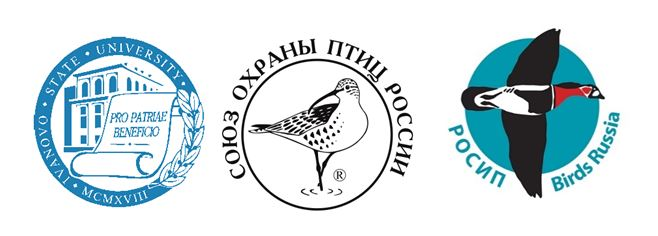 IVANOVO · STATE · UNIVERSITY · MCMXVIII ·
PRO PATRIAE
BENEFICIO
СОЮЗ ОХРАНЫ ПТИЦ РОССИИ
®
РОСИП
Birds Russia